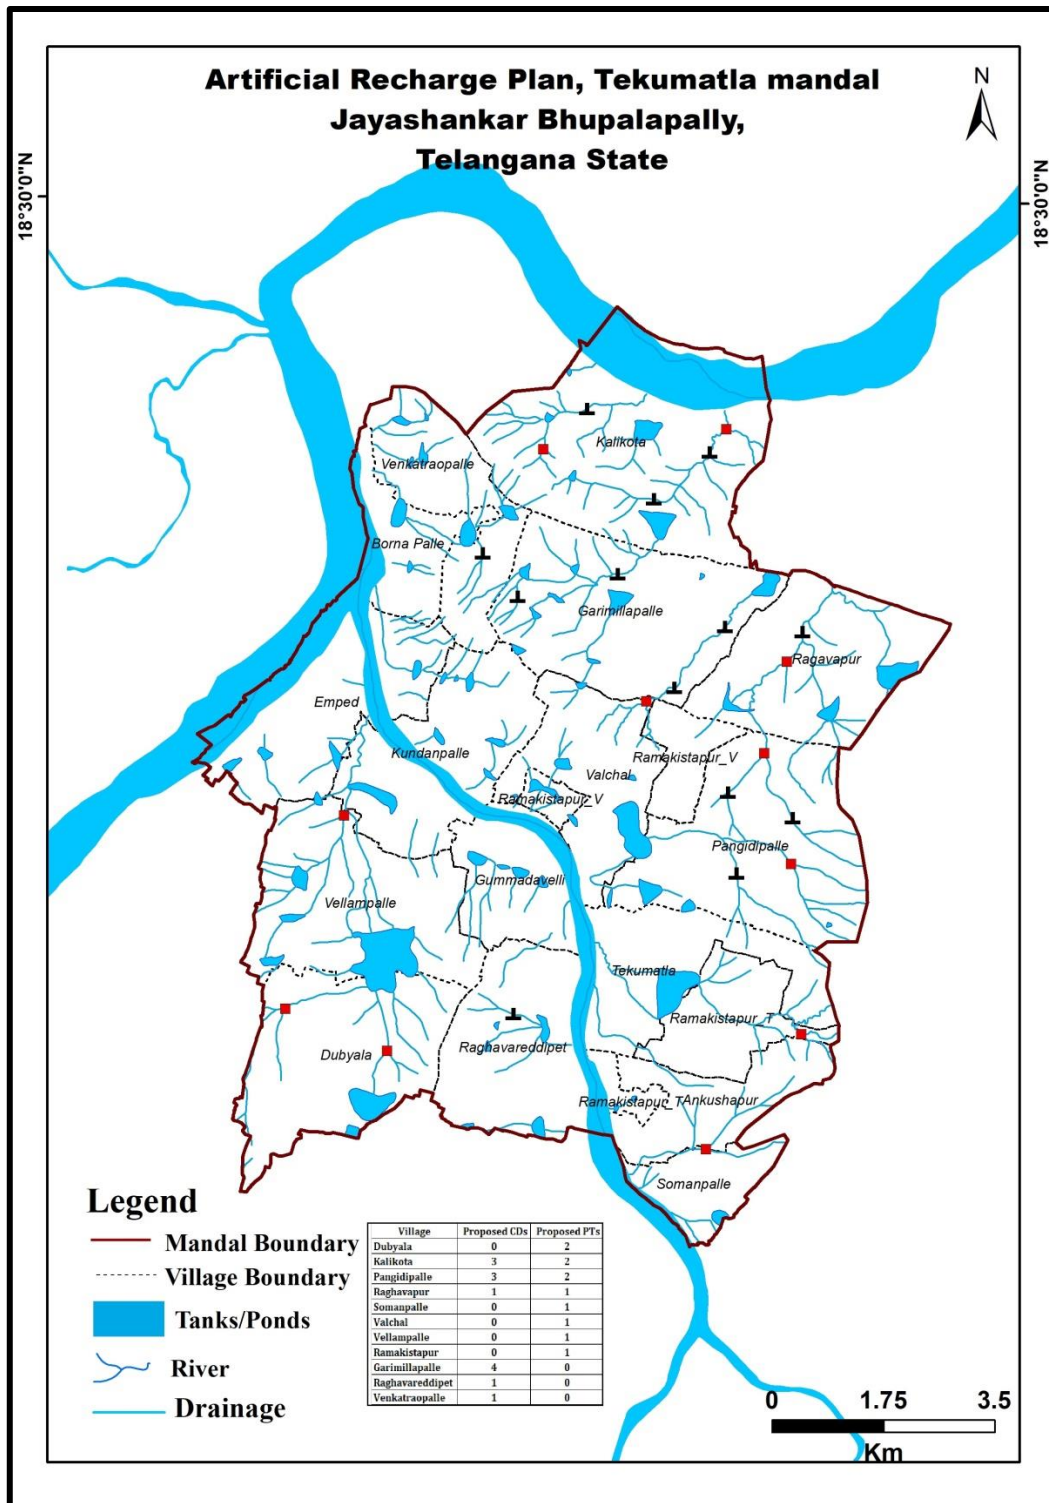 Artificial Recharge Plan, Tekumatla mandal
Jayashankar Bhupalapally,
Telangana State
N
18°30'0"N
18°30'0"N
Kalikota
Venkatraopalle
Borna Palle
Garimillapalle
Ragavapur
Emped
Kundanpalle
Ramakistapur_V
Valchal
Ramakistapur_V
Pangidipalle
Gummadavelli
Vellampalle
Tekumatla
Ramakistapur_T
Dubyala
Raghavareddipet
Ramakistapur_T
Ankushapur
Somanpalle
Legend
Mandal Boundary
Village Boundary
Tanks/Ponds
River
Drainage
Village Proposed CDs Proposed PTs
Dubyala 0 2
Kalikota 3 2
Pangidipalle 3 2
Raghavapur 1 1
Somanpalle 0 1
Valchal 0 1
Vellampalle 0 1
Ramakistapur 0 1
Garimillapalle 4 0
Raghavareddipet 1 0
Venkatraopalle 1 0
0 1.75 3.5
Km